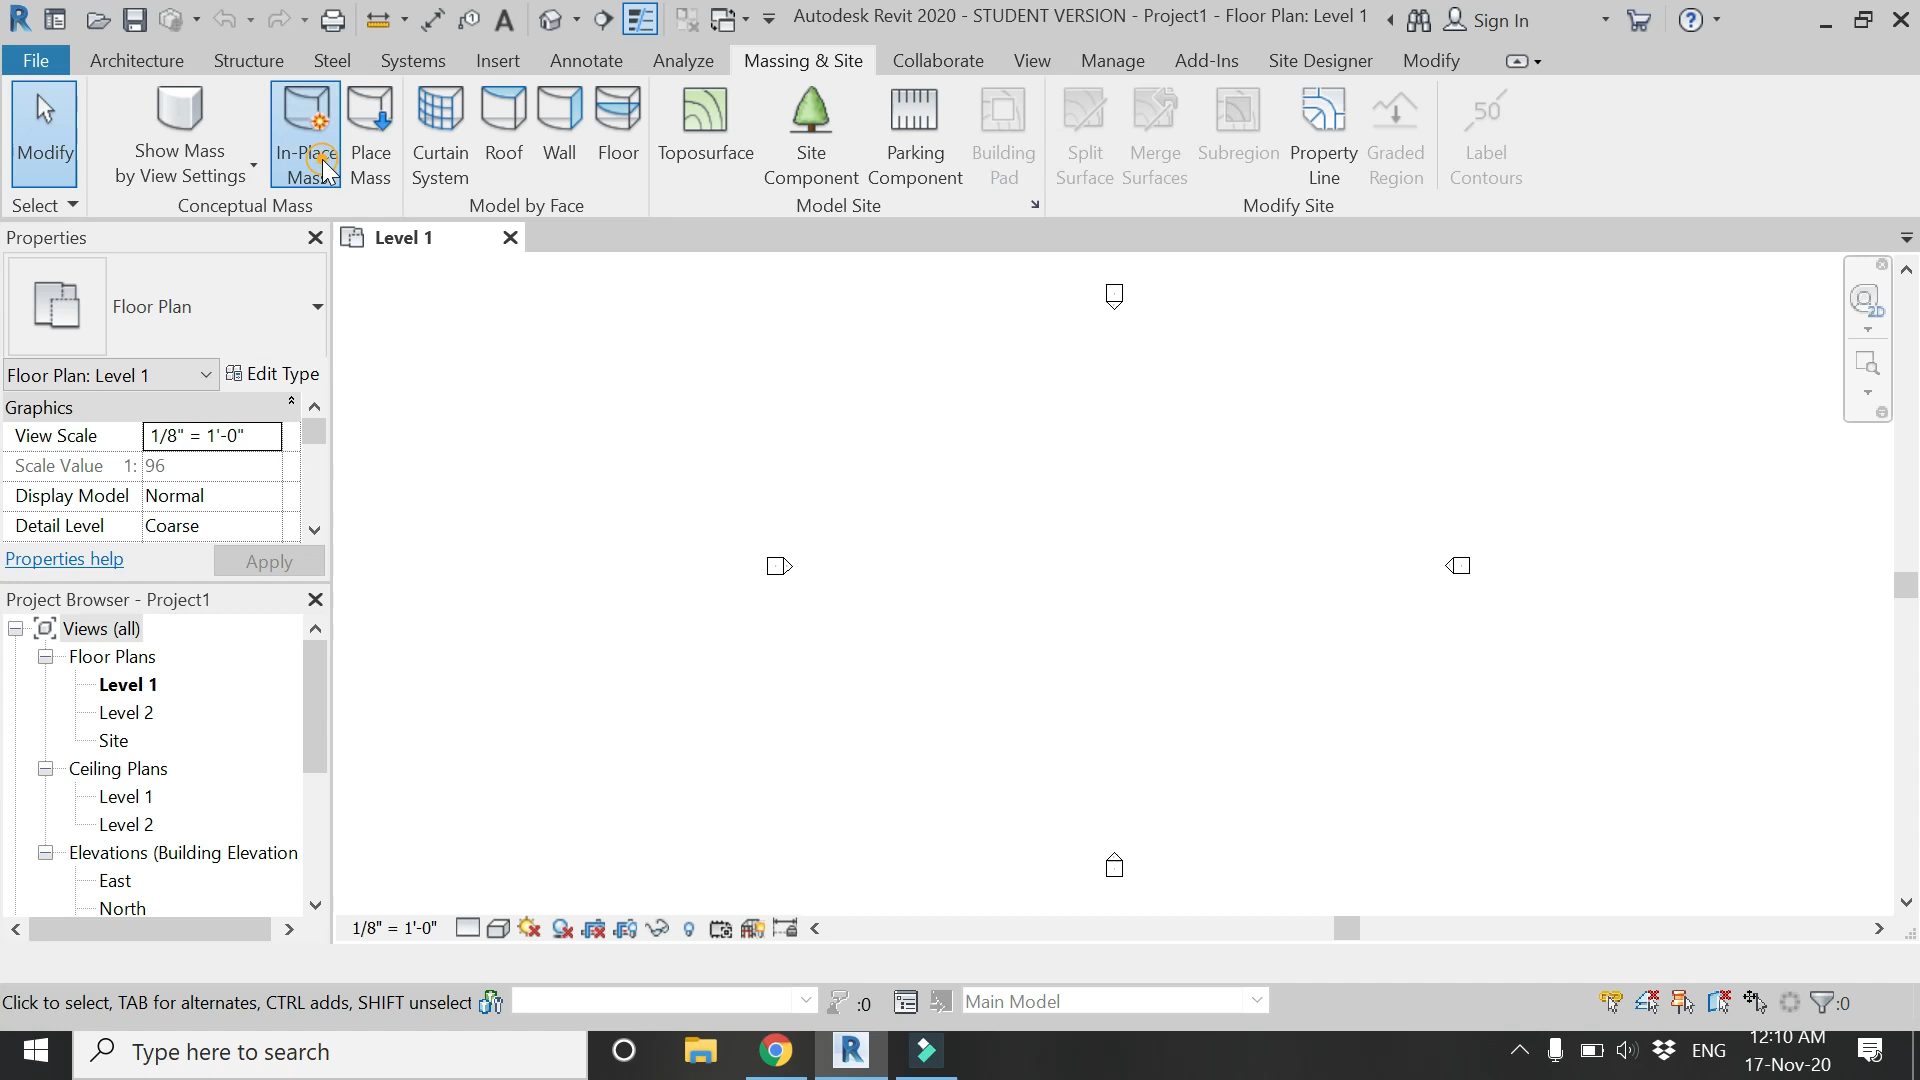 Autodesk Revit 2020 - STUDENT VERSION - Project1 - Floor Plan: Level 1
Sign In
File Architecture Structure Steel Systems Insert Annotate Analyze Massing & Site Collaborate View Manage Add-Ins Site Designer Modify
Modify
Show Mass
by View Settings
In-Place
Mass
Place
Mass
Curtain
System
Roof
Wall
Floor
Toposurface
Site
Component
Parking
Component
Building
Pad
Split
Surface
Merge
Surfaces
Subregion
Property
Line
Graded
Region
50
Label
Contours
Select
Conceptual Mass
Model by Face
Model Site
Modify Site
Properties
Level 1
2D
Floor Plan
Floor Plan: Level 1
Edit Type
Graphics
View Scale 1/8" = 1'-0"
Scale Value 1: 96
Display Model Normal
Detail Level Coarse
Properties help
Apply
Project Browser - Project1
Views (all)
Floor Plans
Level 1
Level 2
Site
Ceiling Plans
Level 1
Level 2
Elevations (Building Elevation
East
North
1/8" = 1'-0"
Click to select, TAB for alternates, CTRL adds, SHIFT unselect
:0
Main Model
:0
Type here to search
ENG
12:10 AM
17-Nov-20